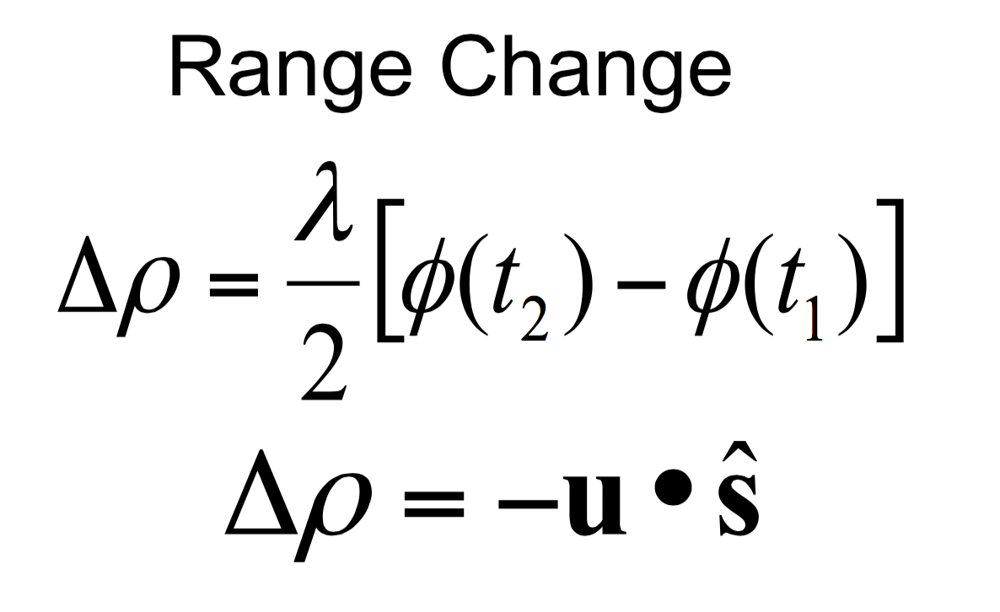 Range Change
Δρ = λ/2 [ϕ(t₂) − ϕ(t₁)]
Δρ = −u • ŝ